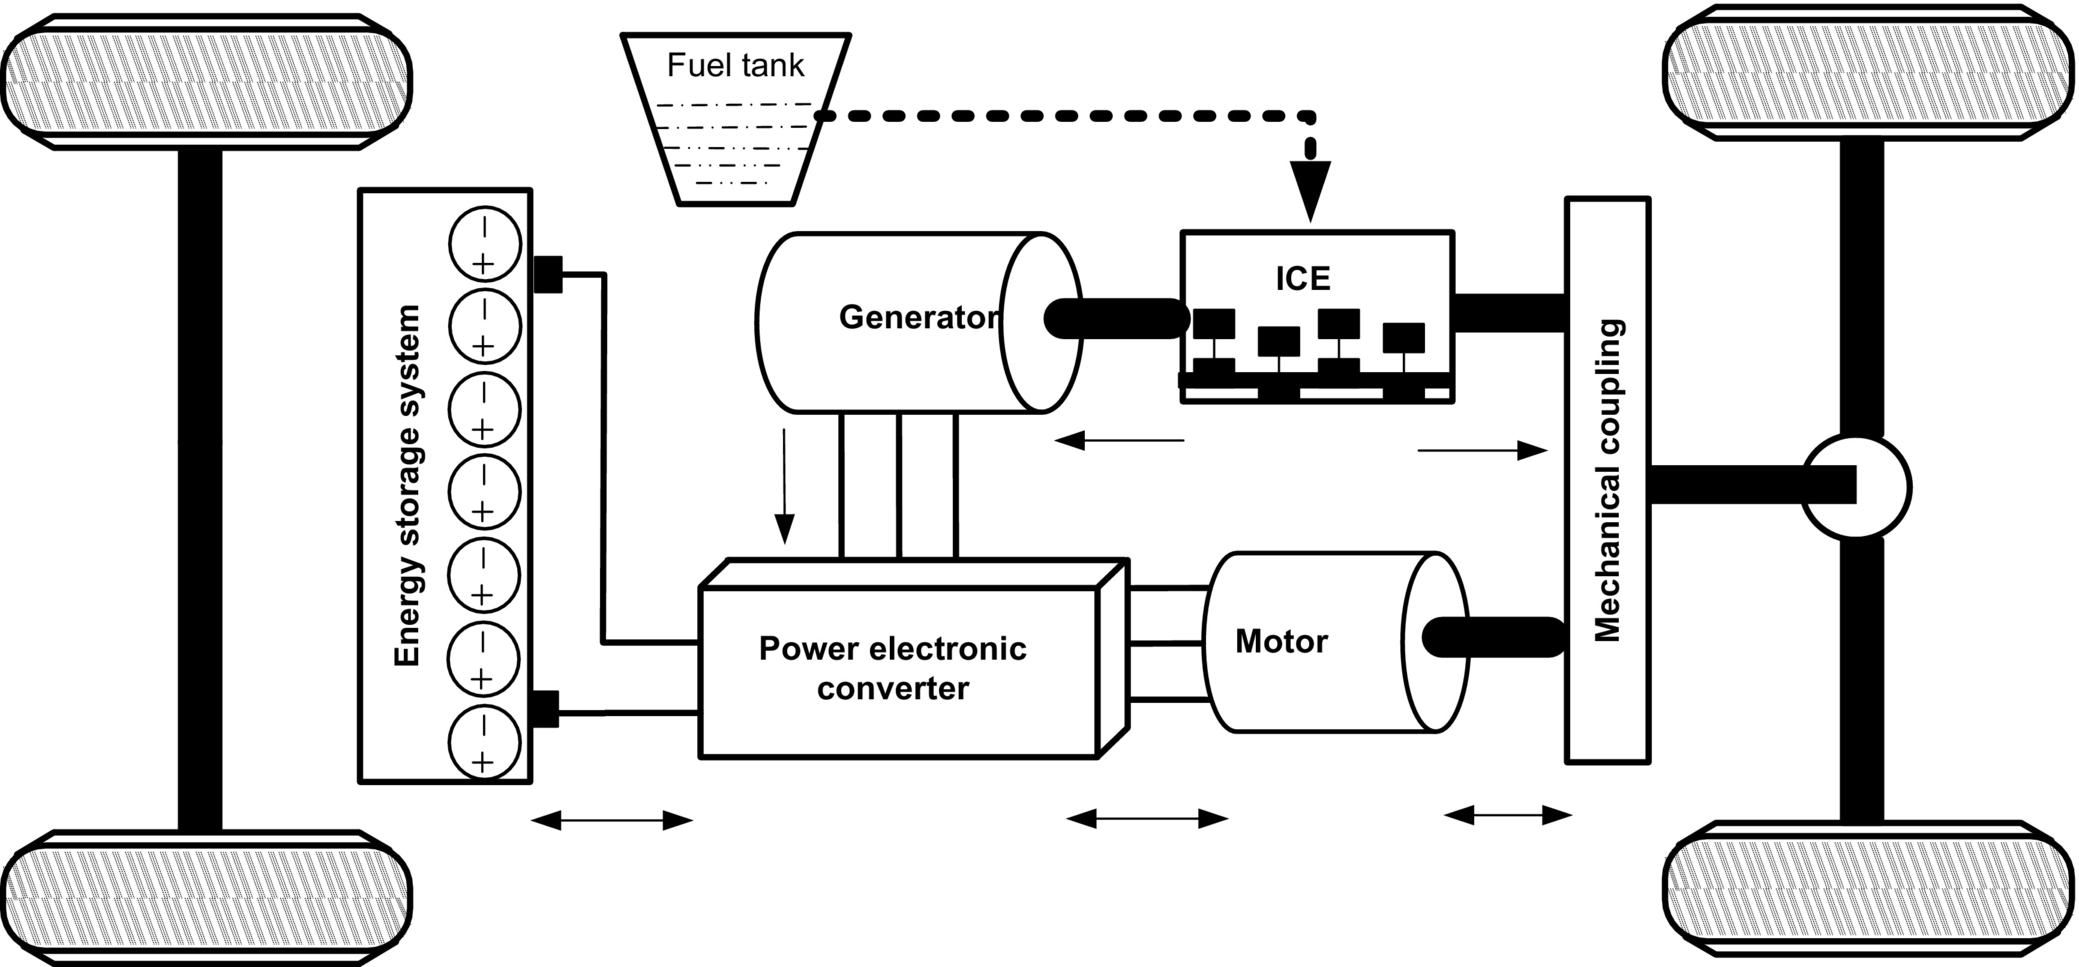 Fuel tank
ICE
Generator
Energy storage system
Mechanical coupling
Power electronic
converter
Motor